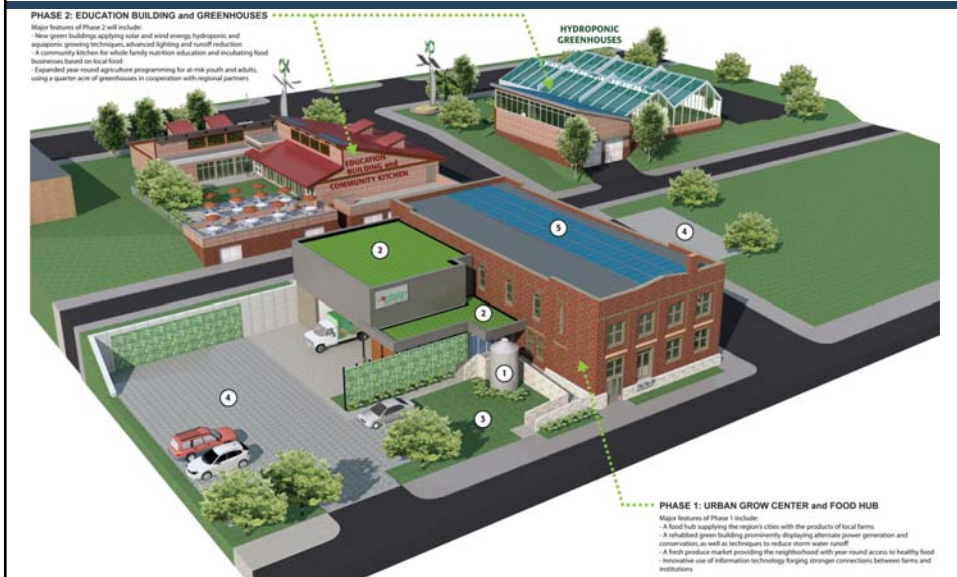 PHASE 2: EDUCATION BUILDING and GREENHOUSES
Major features of Phase 2 will include:
- New green buildings applying solar and wind energy, hydroponic and
aquaponic growing techniques, advanced lighting and runoff reduction
- A community kitchen for whole family nutrition education and incubating food
businesses based on local food
- Expanded year-round agriculture programming for at-risk youth and adults,
using a quarter acre of greenhouses in cooperation with regional partners
HYDROPONIC
GREENHOUSES
EDUCATION
BUILDING and
COMMUNITY KITCHEN
5
4
2
2
1
4
3
PHASE 1: URBAN GROW CENTER and FOOD HUB
Major features of Phase 1 include:
- A food hub supplying the region's cities with the products of local farms
- A rehabbed green building prominently displaying alternate power generation and
conservation, as well as techniques to reduce storm water runoff
- A fresh produce market providing the neighborhood with year-round access to healthy food
- Innovative use of information technology forging stronger connections between farms and
institutions